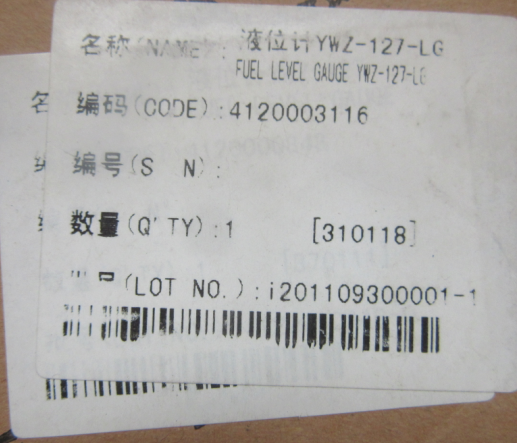 名称(NAME):液位计YWZ-127-LG
FUEL LEVEL GAUGE YWZ-127-LG
编码(CODE):4120003116
编号(S N):
数量(Q'TY):1 [310118]
号(LOT NO.):i201109300001-1